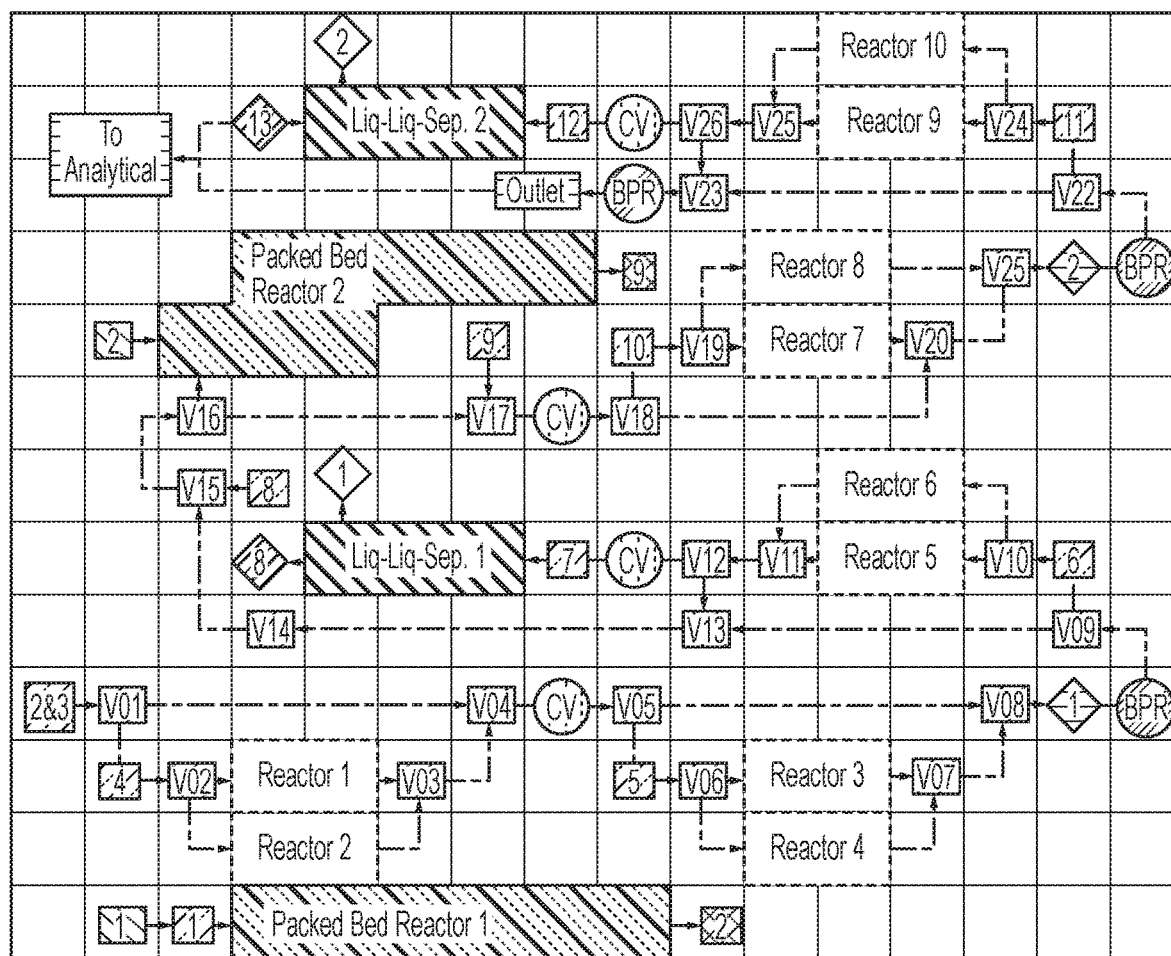 2
Reactor 10
To
Analytical
13
Liq-Liq-Sep. 2
12
CV
V26
V25
Reactor 9
V24
11
Outlet
BPR
V23
V22
Packed Bed
Reactor 2
9
Reactor 8
V25
2
BPR
2
9
10
V19
Reactor 7
V20
V16
V17
CV
V18
V15
8
1
Reactor 6
8
Liq-Liq-Sep. 1
7
CV
V12
V11
Reactor 5
V10
6
V14
V13
V09
2&3
V01
V04
CV
V05
V08
1
BPR
4
V02
Reactor 1
V03
5
V06
Reactor 3
V07
Reactor 2
Reactor 4
1
1
Packed Bed Reactor 1
2